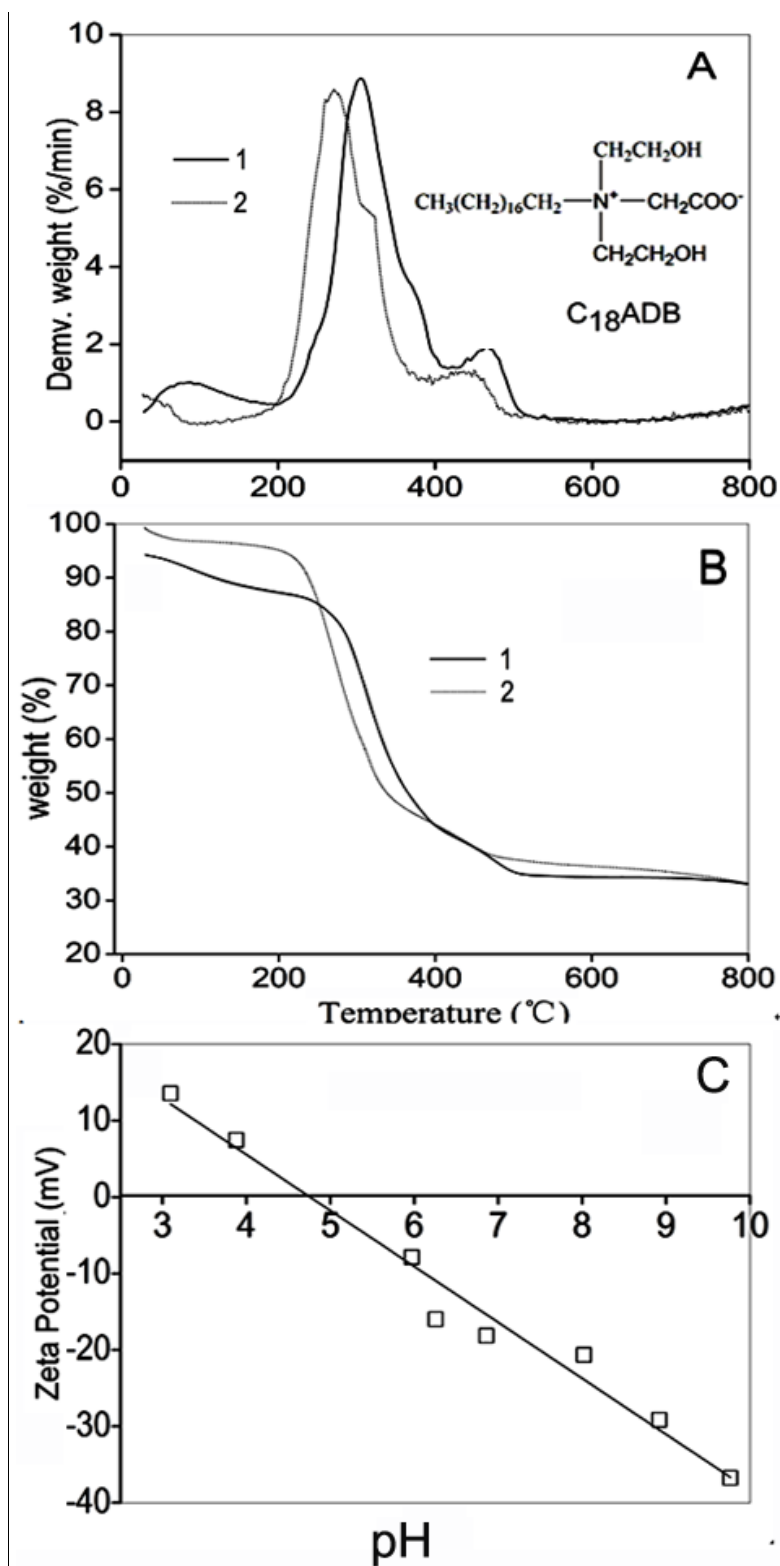 10
8
6
4
2
0
Demv. weight (%/min)
A
1
2
CH₂CH₂OH
CH₃(CH₂)₁₆CH₂—N⁺—CH₂COO⁻
CH₂CH₂OH
C₁₈ADB
0 200 400 600 800
100
90
80
70
60
50
40
30
20
weight (%)
B
1
2
0 200 400 600 800
Temperature (℃)
20
10
0
-10
-20
-30
-40
Zeta Potential (mV)
C
3 4 5 6 7 8 9 10
pH